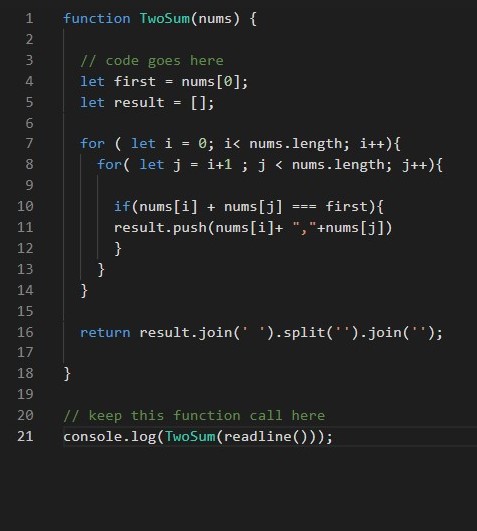 1 function TwoSum(nums) {
2
3 // code goes here
4 let first = nums[0];
5 let result = [];
6
7 for ( let i = 0; i< nums.length; i++){
8 for( let j = i+1 ; j < nums.length; j++){
9
10 if(nums[i] + nums[j] === first){
11 result.push(nums[i]+ ","+nums[j])
12 }
13 }
14 }
15
16 return result.join(' ').split('').join('');
17
18 }
19
20 // keep this function call here
21 console.log(TwoSum(readline()));